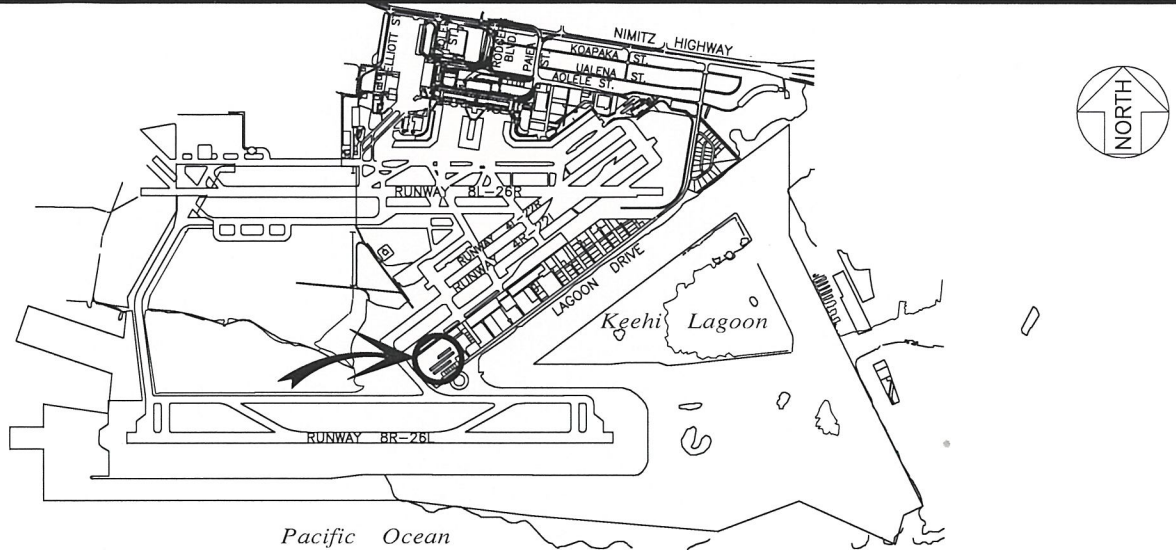 NIMITZ HIGHWAY
ELLIOTT ST.
RODGERS
BLVD.
PAIEA
ST.
KOAPAKA ST.
UALENA ST.
AOLELE ST.
NORTH
RUNWAY 8L-26R
RUNWAY 4L-22R
RUNWAY 4R-22L
LAGOON DRIVE
Keehi Lagoon
RUNWAY 8R-26L
Pacific Ocean